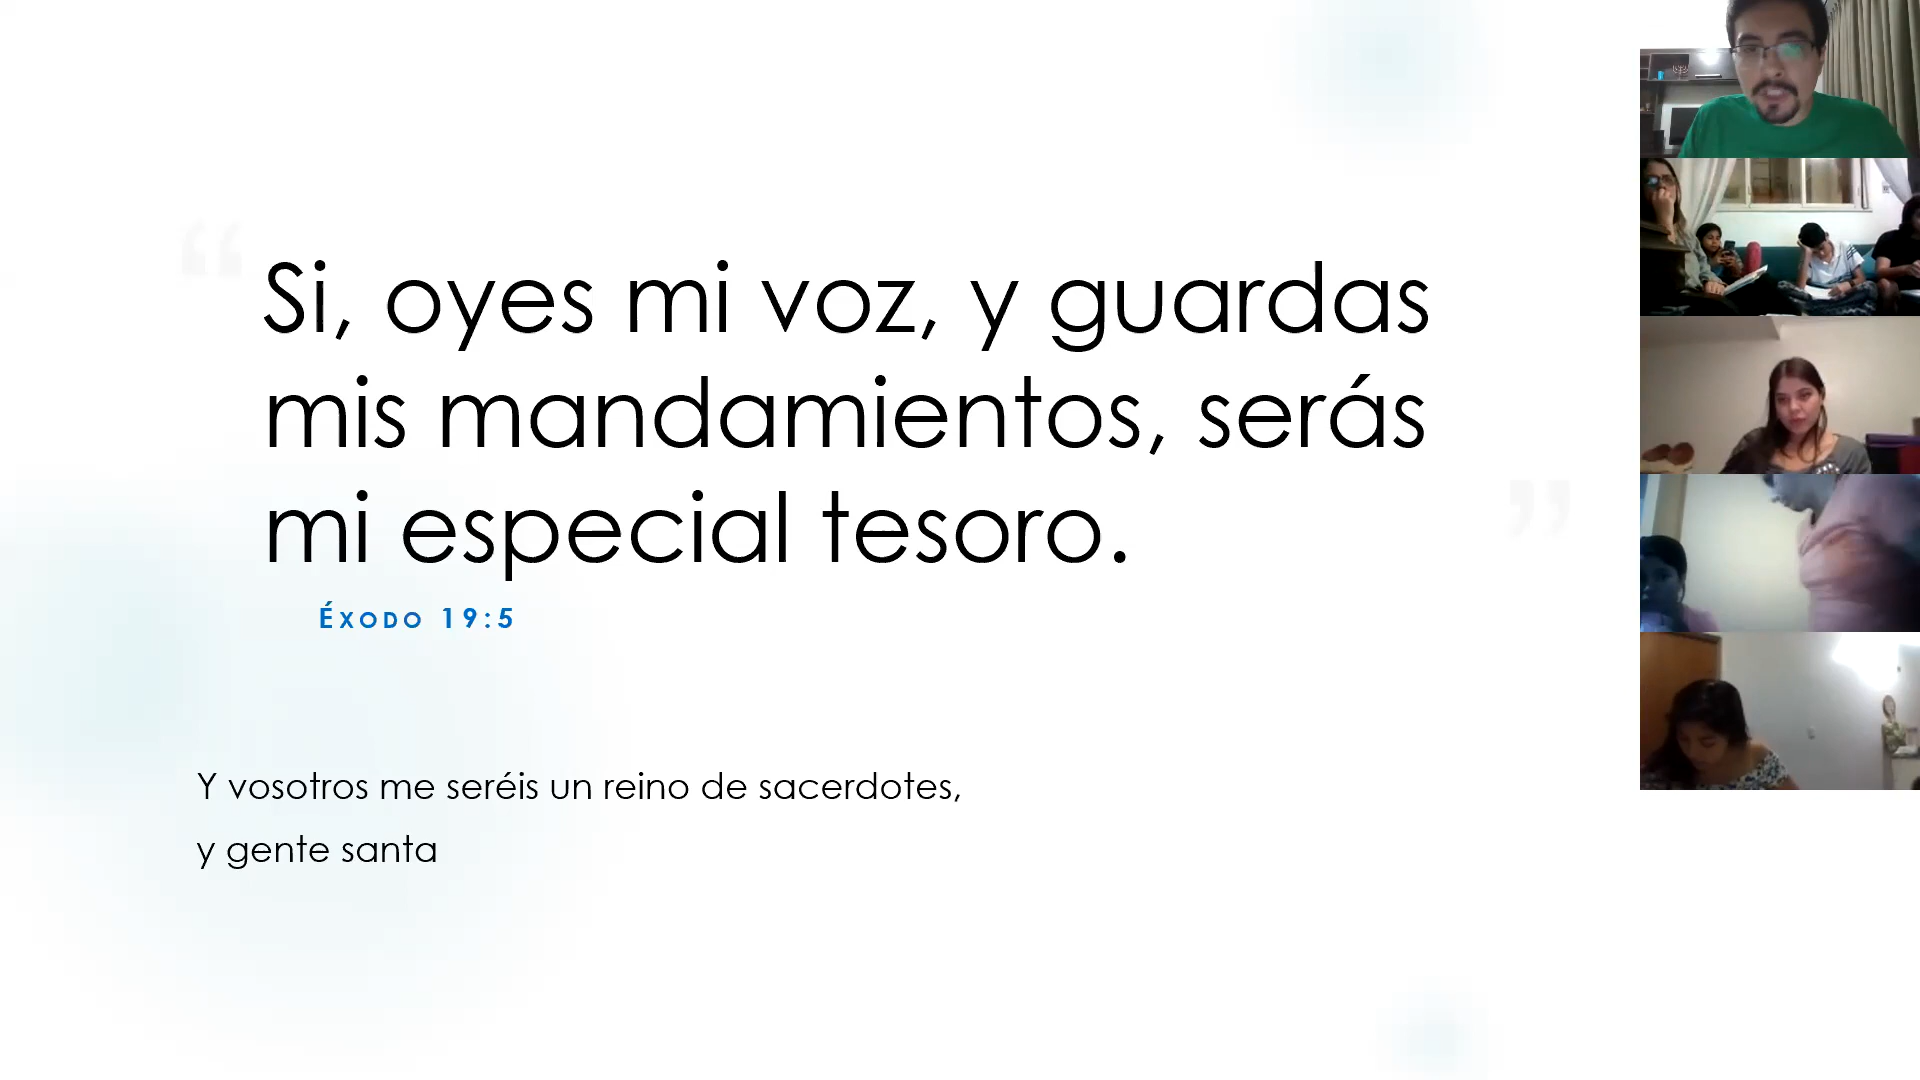 “
Si, oyes mi voz, y guardas
mis mandamientos, serás
mi especial tesoro.
”
Éxodo 19:5
Y vosotros me seréis un reino de sacerdotes,
y gente santa